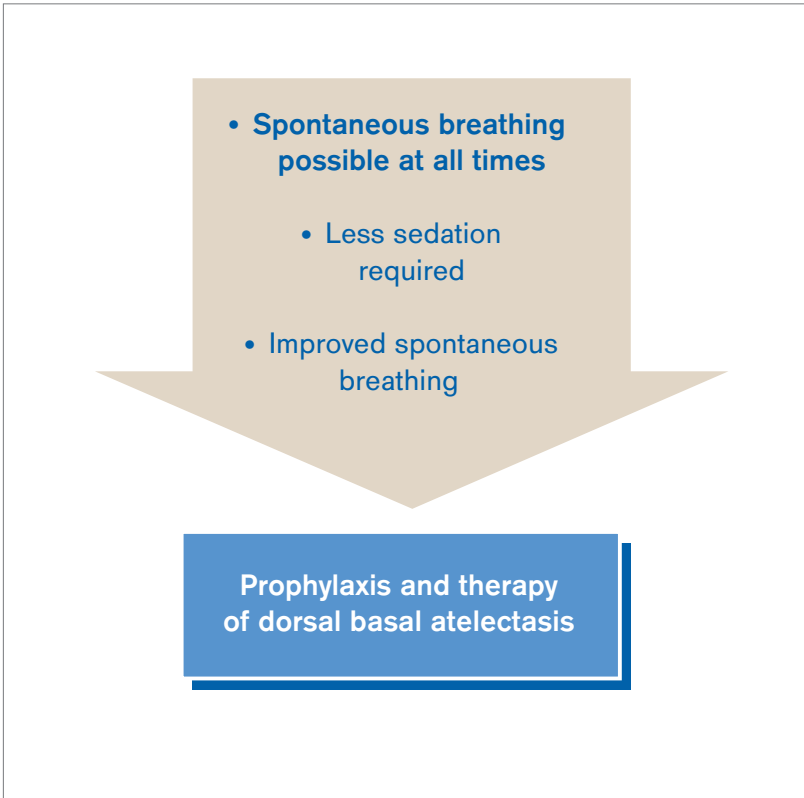 • Spontaneous breathing
possible at all times
• Less sedation
required
• Improved spontaneous
breathing
Prophylaxis and therapy
of dorsal basal atelectasis